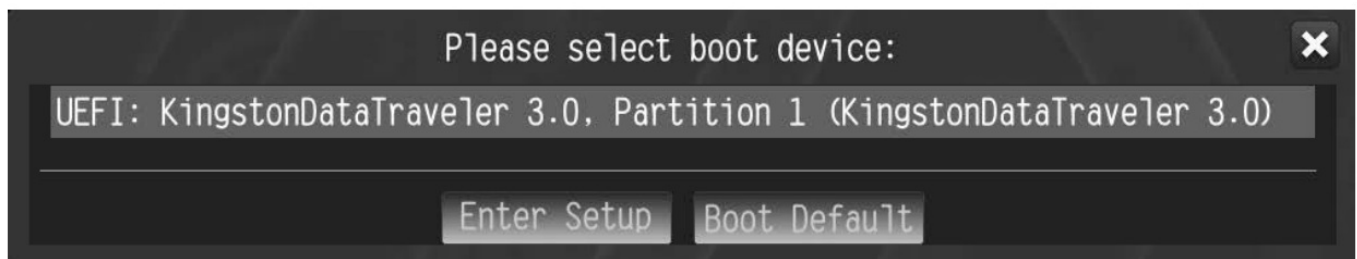 Please select boot device:
UEFI: KingstonDataTraveler 3.0, Partition 1 (KingstonDataTraveler 3.0)
Enter Setup Boot Default